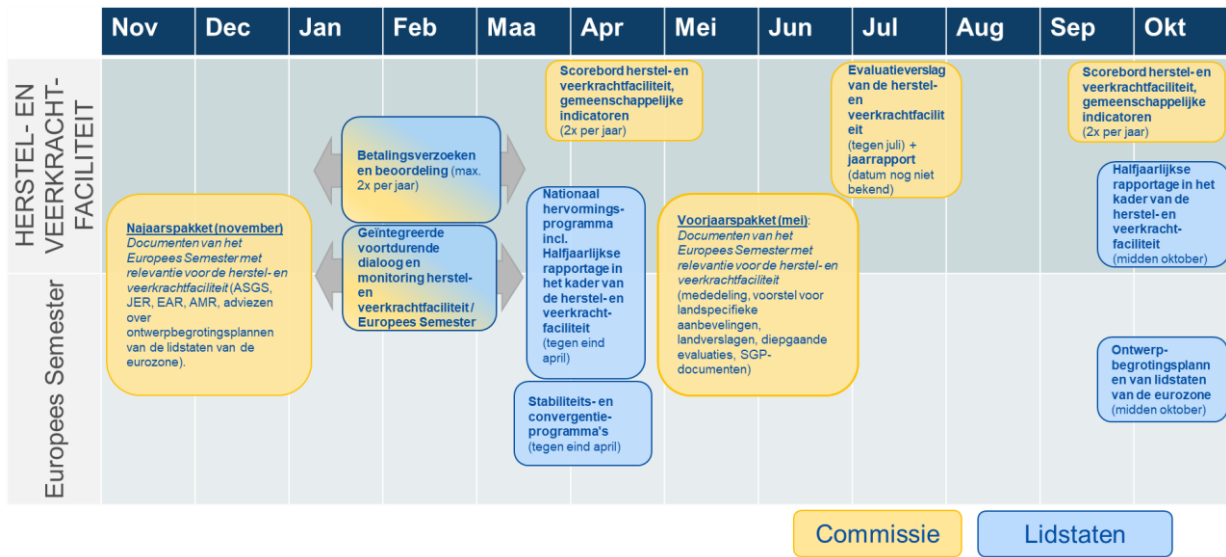 Nov Dec Jan Feb Maa Apr Mei Jun Jul Aug Sep Okt
HERSTEL- EN
VEERKRACHT-
FACILITEIT
Scorebord herstel- en
veerkrachtfaciliteit,
gemeenschappelijke
indicatoren
(2x per jaar)
Evaluatieverslag
van de herstel-
en
veerkrachtfacilit
eit
(tegen juli) +
jaarrapport
(datum nog niet
bekend)
Scorebord herstel- en
veerkrachtfaciliteit,
gemeenschappelijke
indicatoren
(2x per jaar)
Betalingsverzoeken
en beoordeling (max.
2x per jaar)
Halfjaarlijkse
rapportage in het
kader van de
herstel- en
veerkracht-
faciliteit
(midden oktober)
Najaarspakket (november)
Documenten van het
Europees Semester met
relevantie voor de herstel- en
veerkrachtfaciliteit (ASGS,
JER, EAR, AMR, adviezen
over
ontwerpbegrotingsplannen
van de lidstaten van de
eurozone).
Geïntegreerde
voortdurende
dialoog en
monitoring herstel-
en
veerkrachtfaciliteit /
Europees Semester
Nationaal
hervormings-
programma
incl.
Halfjaarlijkse
rapportage in
het kader van
de herstel- en
veerkracht-
faciliteit
(tegen eind
april)
Voorjaarspakket (mei):
Documenten van het
Europees Semester met
relevantie voor de herstel- en
veerkrachtfaciliteit
(mededeling, voorstel voor
landspecifieke
aanbevelingen,
landverslagen, diepgaande
evaluaties, SGP-
documenten)
Europees Semester
Stabiliteits- en
convergentie-
programma's
(tegen eind april)
Ontwerp-
begrotingsplann
en van lidstaten
van de eurozone
(midden oktober)
Commissie
Lidstaten